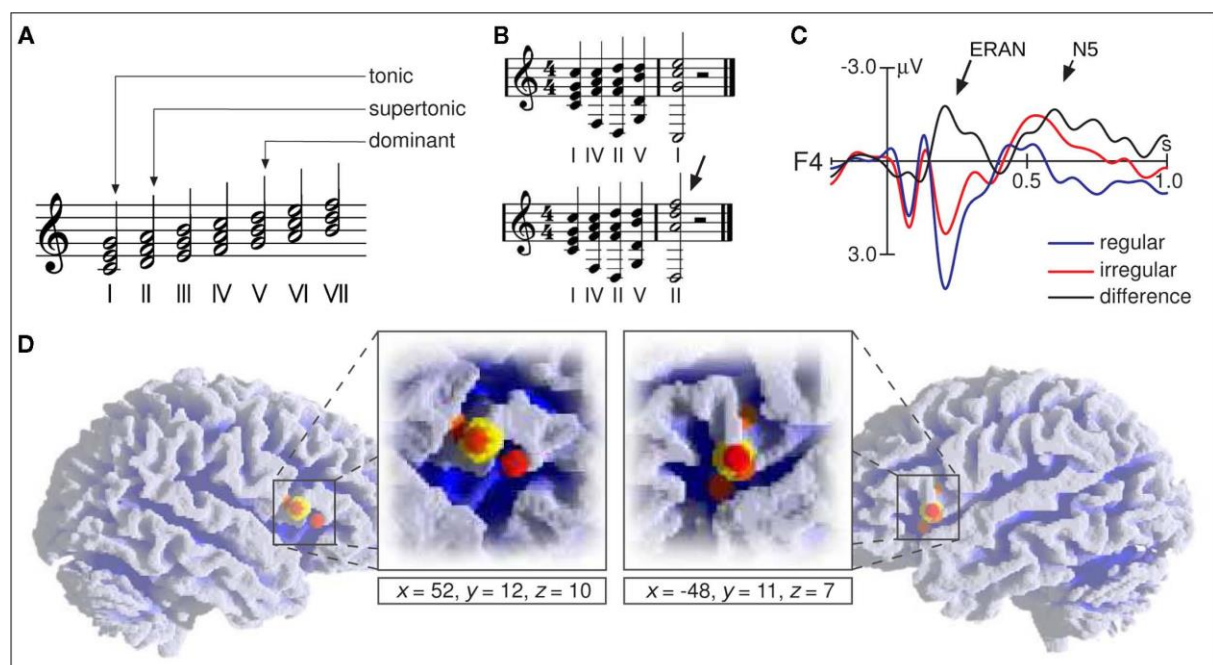 A
tonic
supertonic
dominant
I II III IV V VI VII
B
4
4
I IV II V I
4
4
I IV II V II
C
ERAN N5
-3.0 µV
F4
s
0.5 1.0
3.0
regular
irregular
difference
D
x = 52, y = 12, z = 10
x = -48, y = 11, z = 7